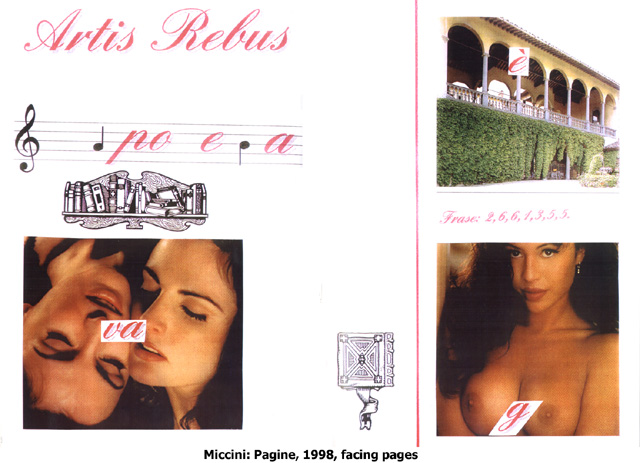 Artis Rebus
po e a
va
è
Frase: 2,6,6,1,3,5,5.
g
Miccini: Pagine, 1998, facing pages